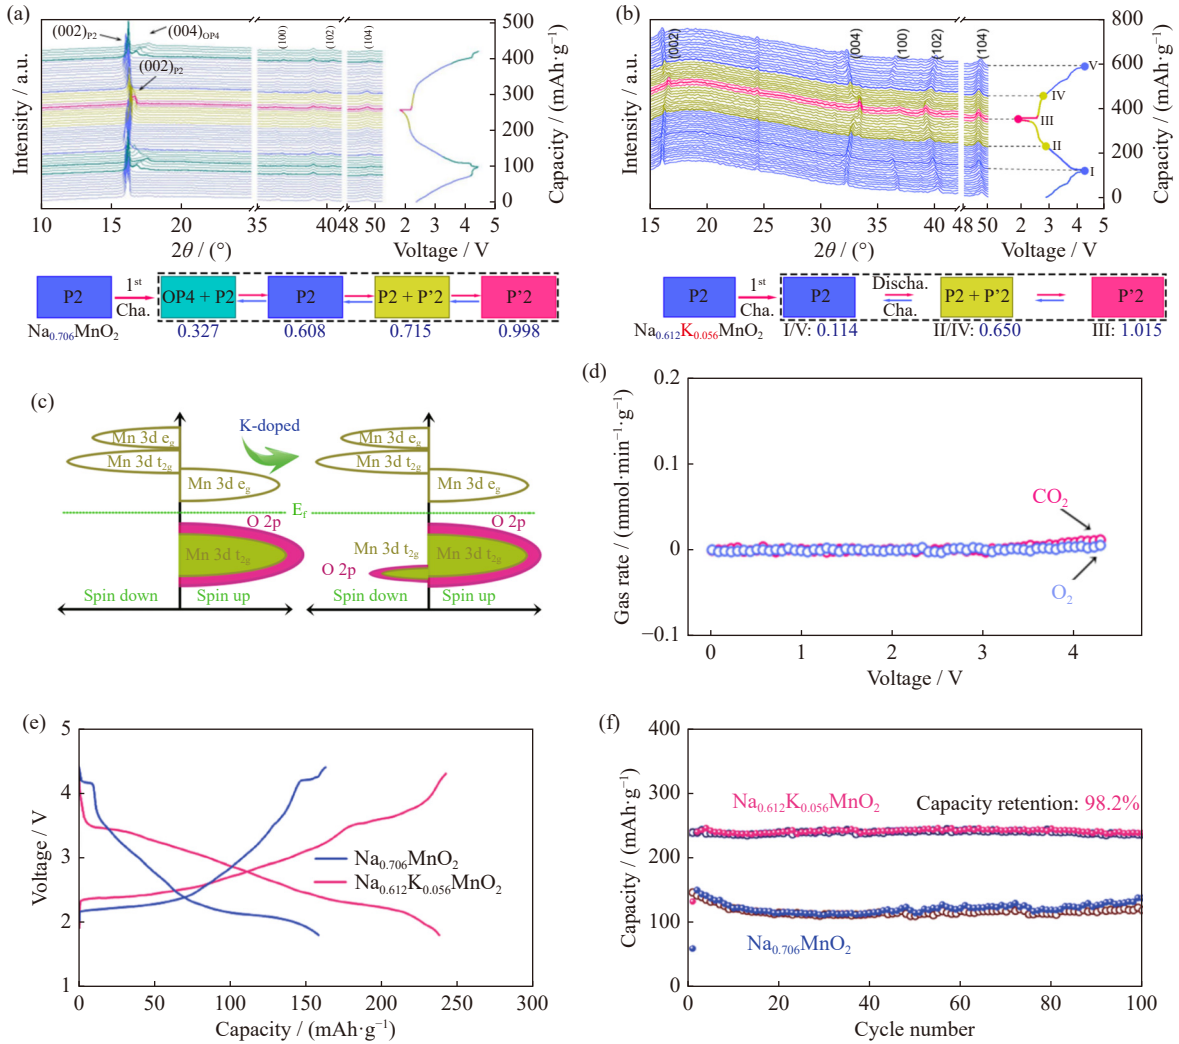 (a)
(002)P2
(004)OP4
(002)P2
(100)
(102)
(104)
Intensity / a.u.
10 20 35 40 48 50 2 3 4 5
2θ / (°)
Voltage / V
500
400
300
200
100
0
Capacity / (mAh·g⁻¹)
P2
1st
Cha.
OP4 + P2
P2
P2 + P'2
P'2
Na0.706MnO2
0.327
0.608
0.715
0.998
(b)
(002)
(004)
(100)
(102)
(104)
Intensity / a.u.
V
IV
III
II
I
15 20 25 30 35 40 48 50 2 3 4 5
2θ / (°)
Voltage / V
800
600
400
200
0
Capacity / (mAh·g⁻¹)
P2
1st
Cha.
P2
Discha.
Cha.
P2 + P'2
P'2
Na0.612K0.056MnO2
I/V: 0.114
II/IV: 0.650
III: 1.015
(c)
Mn 3d eg
Mn 3d t2g
Mn 3d eg
Ef
O 2p
Mn 3d t2g
Spin down
Spin up
K-doped
Mn 3d eg
Mn 3d t2g
Mn 3d eg
O 2p
Mn 3d t2g
Mn 3d t2g
O 2p
Spin down
Spin up
(d)
0.2
0.1
0
−0.1
Gas rate / (mmol·min⁻¹·g⁻¹)
CO2
O2
0 1 2 3 4
Voltage / V
(e)
5
4
3
2
1
Voltage / V
Na0.706MnO2
Na0.612K0.056MnO2
0 50 100 150 200 250 300
Capacity / (mAh·g⁻¹)
(f)
400
300
200
100
0
Capacity / (mAh·g⁻¹)
Na0.612K0.056MnO2
Capacity retention: 98.2%
Na0.706MnO2
0 20 40 60 80 100
Cycle number